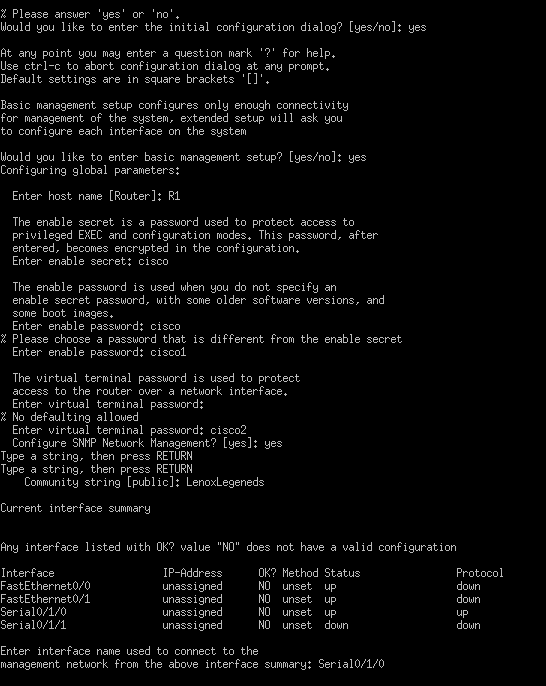 % Please answer 'yes' or 'no'.
Would you like to enter the initial configuration dialog? [yes/no]: yes
At any point you may enter a question mark '?' for help.
Use ctrl-c to abort configuration dialog at any prompt.
Default settings are in square brackets '[]'.
Basic management setup configures only enough connectivity
for management of the system, extended setup will ask you
to configure each interface on the system
Would you like to enter basic management setup? [yes/no]: yes
Configuring global parameters:
Enter host name [Router]: R1
The enable secret is a password used to protect access to
privileged EXEC and configuration modes. This password, after
entered, becomes encrypted in the configuration.
Enter enable secret: cisco
The enable password is used when you do not specify an
enable secret password, with some older software versions, and
some boot images.
Enter enable password: cisco
% Please choose a password that is different from the enable secret
Enter enable password: cisco1
The virtual terminal password is used to protect
access to the router over a network interface.
Enter virtual terminal password:
% No defaulting allowed
Enter virtual terminal password: cisco2
Configure SNMP Network Management? [yes]: yes
Type a string, then press RETURN
Type a string, then press RETURN
Community string [public]: LenoxLegeneds
Current interface summary
Any interface listed with OK? value "NO" does not have a valid configuration
Interface IP-Address OK? Method Status Protocol
FastEthernet0/0 unassigned NO unset up down
FastEthernet0/1 unassigned NO unset up down
Serial0/1/0 unassigned NO unset up up
Serial0/1/1 unassigned NO unset down down
Enter interface name used to connect to the
management network from the above interface summary: Serial0/1/0